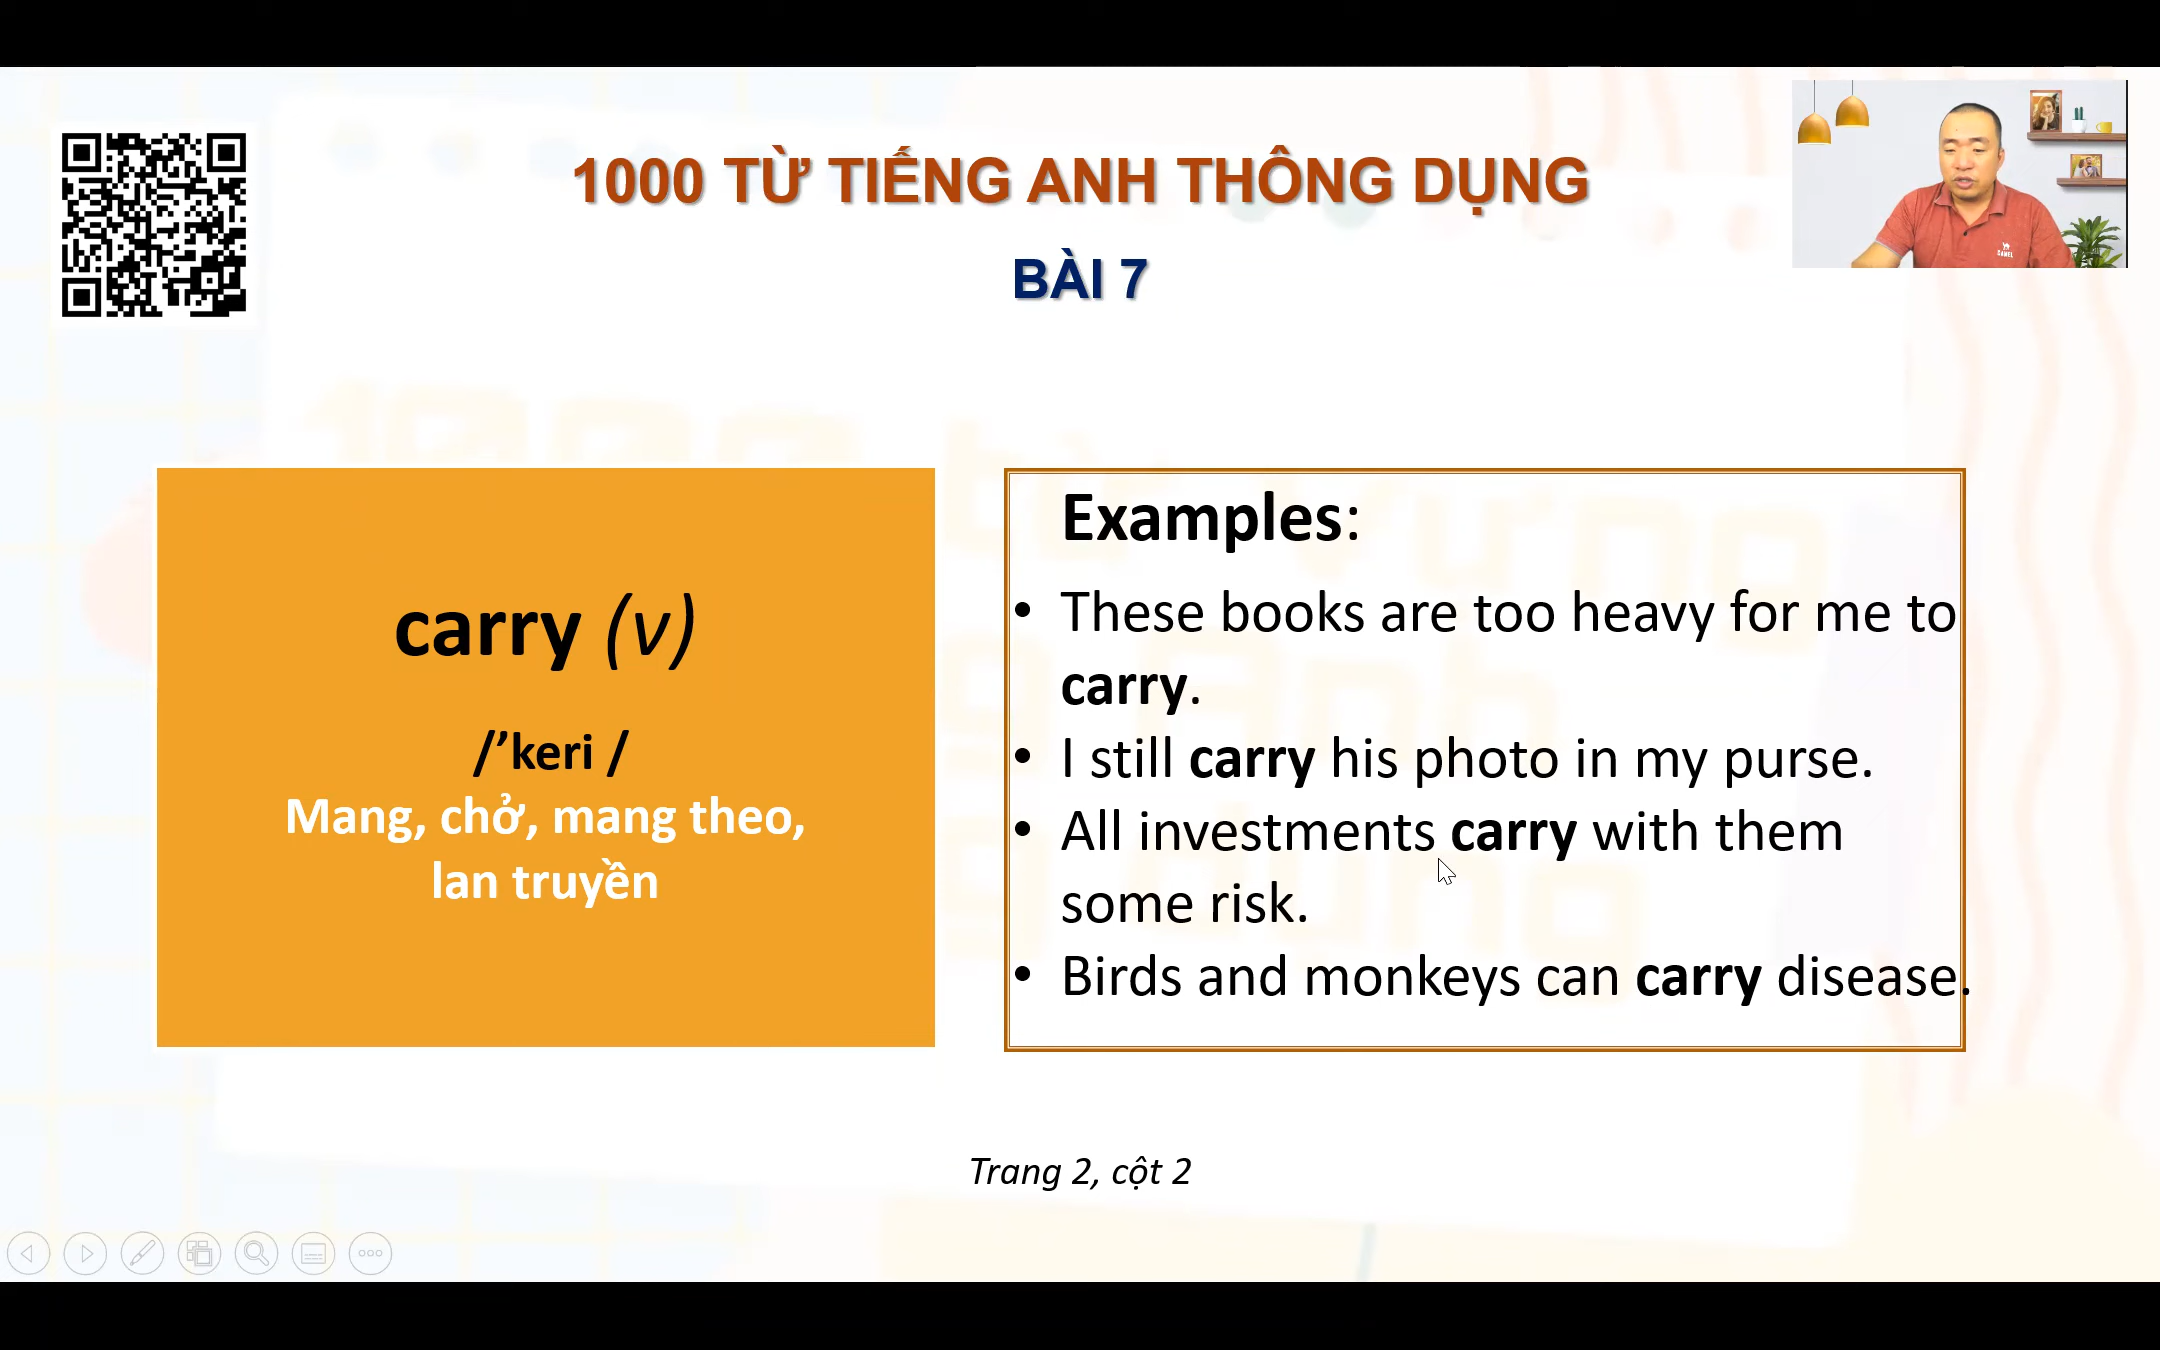 1000 TỪ TIẾNG ANH THÔNG DỤNG
BÀI 7
carry (v)
/’keri /
Mang, chở, mang theo,
lan truyền
Examples:
• These books are too heavy for me to
carry.
• I still carry his photo in my purse.
• All investments carry with them
some risk.
• Birds and monkeys can carry disease.
Trang 2, cột 2
CAMEL